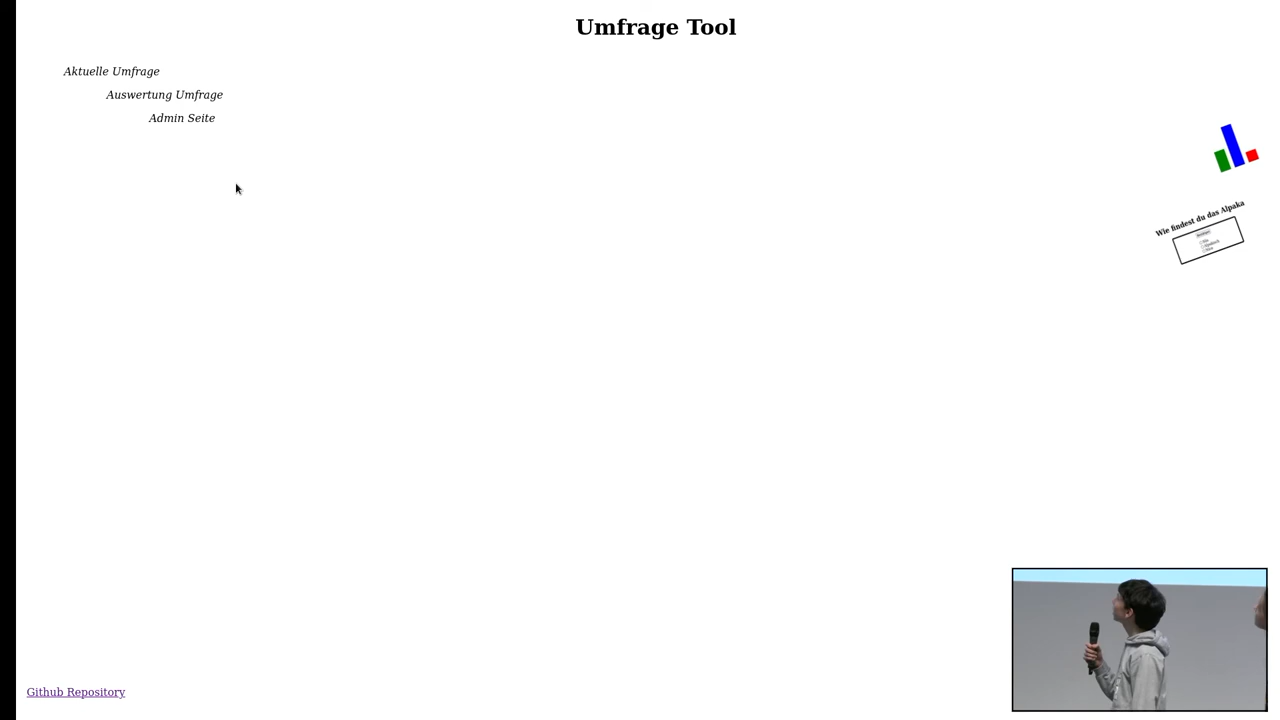 Umfrage Tool
Aktuelle Umfrage
Auswertung Umfrage
Admin Seite
Wie findest du das Alpaka
Github Repository